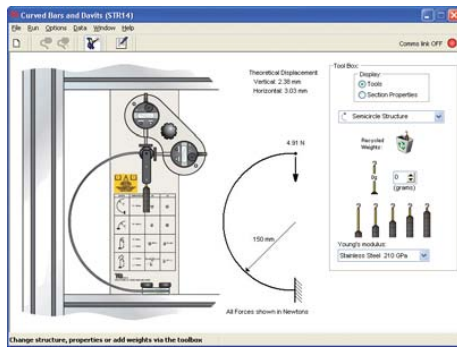 Curved Bars and Davits (STR14)
File Run Options Data Window Help
Comms link OFF
Theoretical Displacement
Vertical: 2.38 mm
Horizontal: 3.03 mm
4.91 N
150 mm
All Forces shown in Newtons
Tool Box:
Display:
Tools
Section Properties
Semicircle Structure
Recycled
Weights:
0g
0
(grams)
Young's modulus:
Stainless Steel 210 GPa
Change structure, properties or add weights via the toolbox